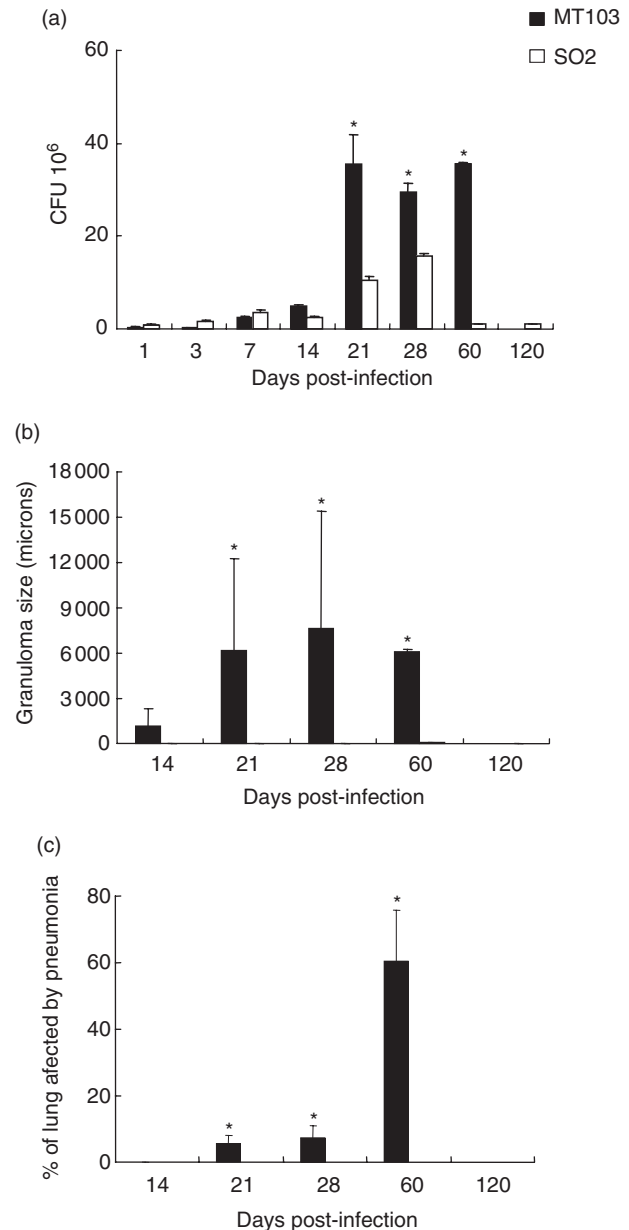 (a)
MT103
SO2
60
40
20
0
CFU 10⁶
* * *
1 3 7 14 21 28 60 120
Days post-infection
(b)
18 000
15 000
12 000
9 000
6 000
3 000
0
Granuloma size (microns)
* * *
14 21 28 60 120
Days post-infection
(c)
80
60
40
20
0
% of lung afected by pneumonia
* * *
14 21 28 60 120
Days post-infection